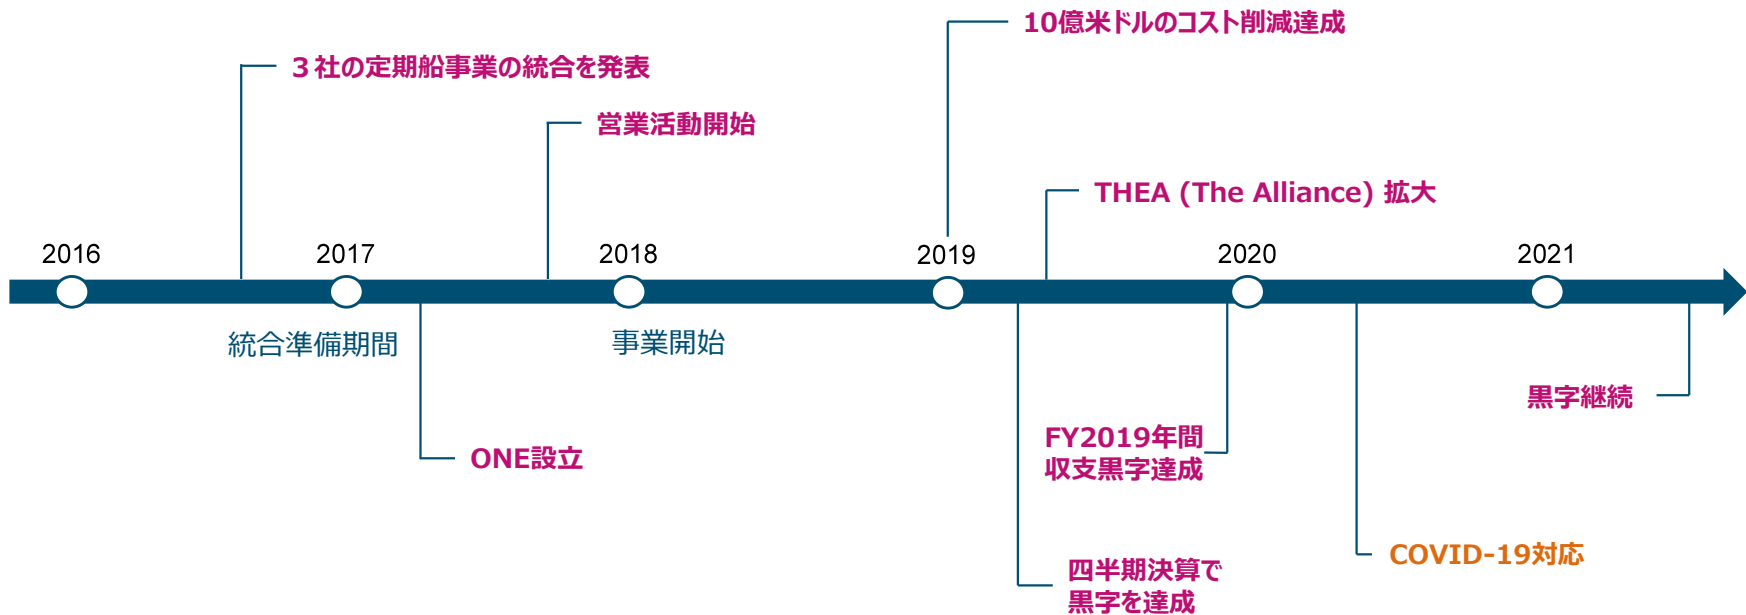 10億米ドルのコスト削減達成
３社の定期船事業の統合を発表
営業活動開始
THEA (The Alliance) 拡大
2016
2017
2018
2019
2020
2021
統合準備期間
事業開始
黒字継続
ONE設立
FY2019年間
収支黒字達成
COVID-19対応
四半期決算で
黒字を達成